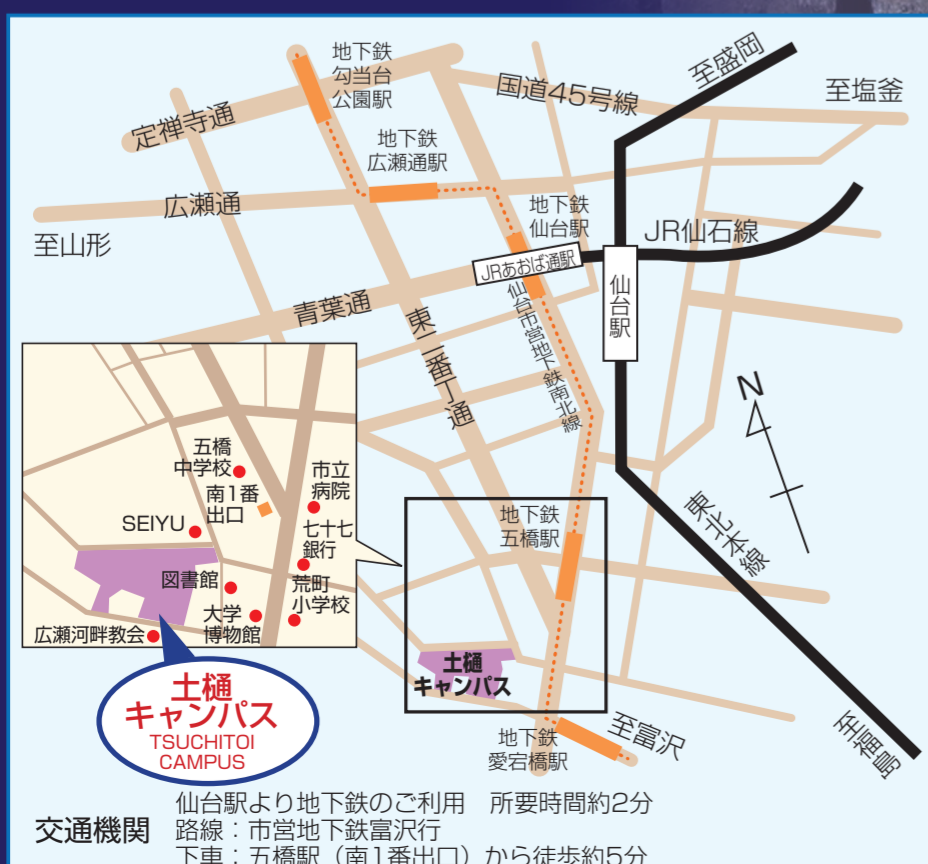 地下鉄
勾当台
公園駅
定禅寺通
国道45号線
至盛岡
至塩釜
地下鉄
広瀬通駅
広瀬通
至山形
地下鉄
仙台駅
JRあおば通駅
JR仙石線
仙台駅
青葉通
東二番丁通
仙台市営地下鉄南北線
N
東北本線
至福島
地下鉄
五橋駅
土樋
キャンパス
地下鉄
愛宕橋駅
至富沢
五橋
中学校
南1番
出口
市立
病院
SEIYU
七十七
銀行
図書館
荒町
小学校
大学
博物館
広瀬河畔教会
土樋
キャンパス
TSUCHITOI
CAMPUS
交通機関
仙台駅より地下鉄のご利用　所要時間約2分
路線：市営地下鉄富沢行
下車：五橋駅（南1番出口）から徒歩約5分